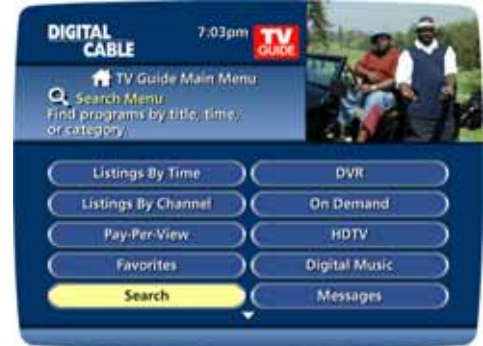 DIGITAL
CABLE
7:03pm
TV
GUIDE
TV Guide Main Menu
Search Menu
Find programs by title, time,
or category.
Listings By Time
DVR
Listings By Channel
On Demand
Pay-Per-View
HDTV
Favorites
Digital Music
Search
Messages